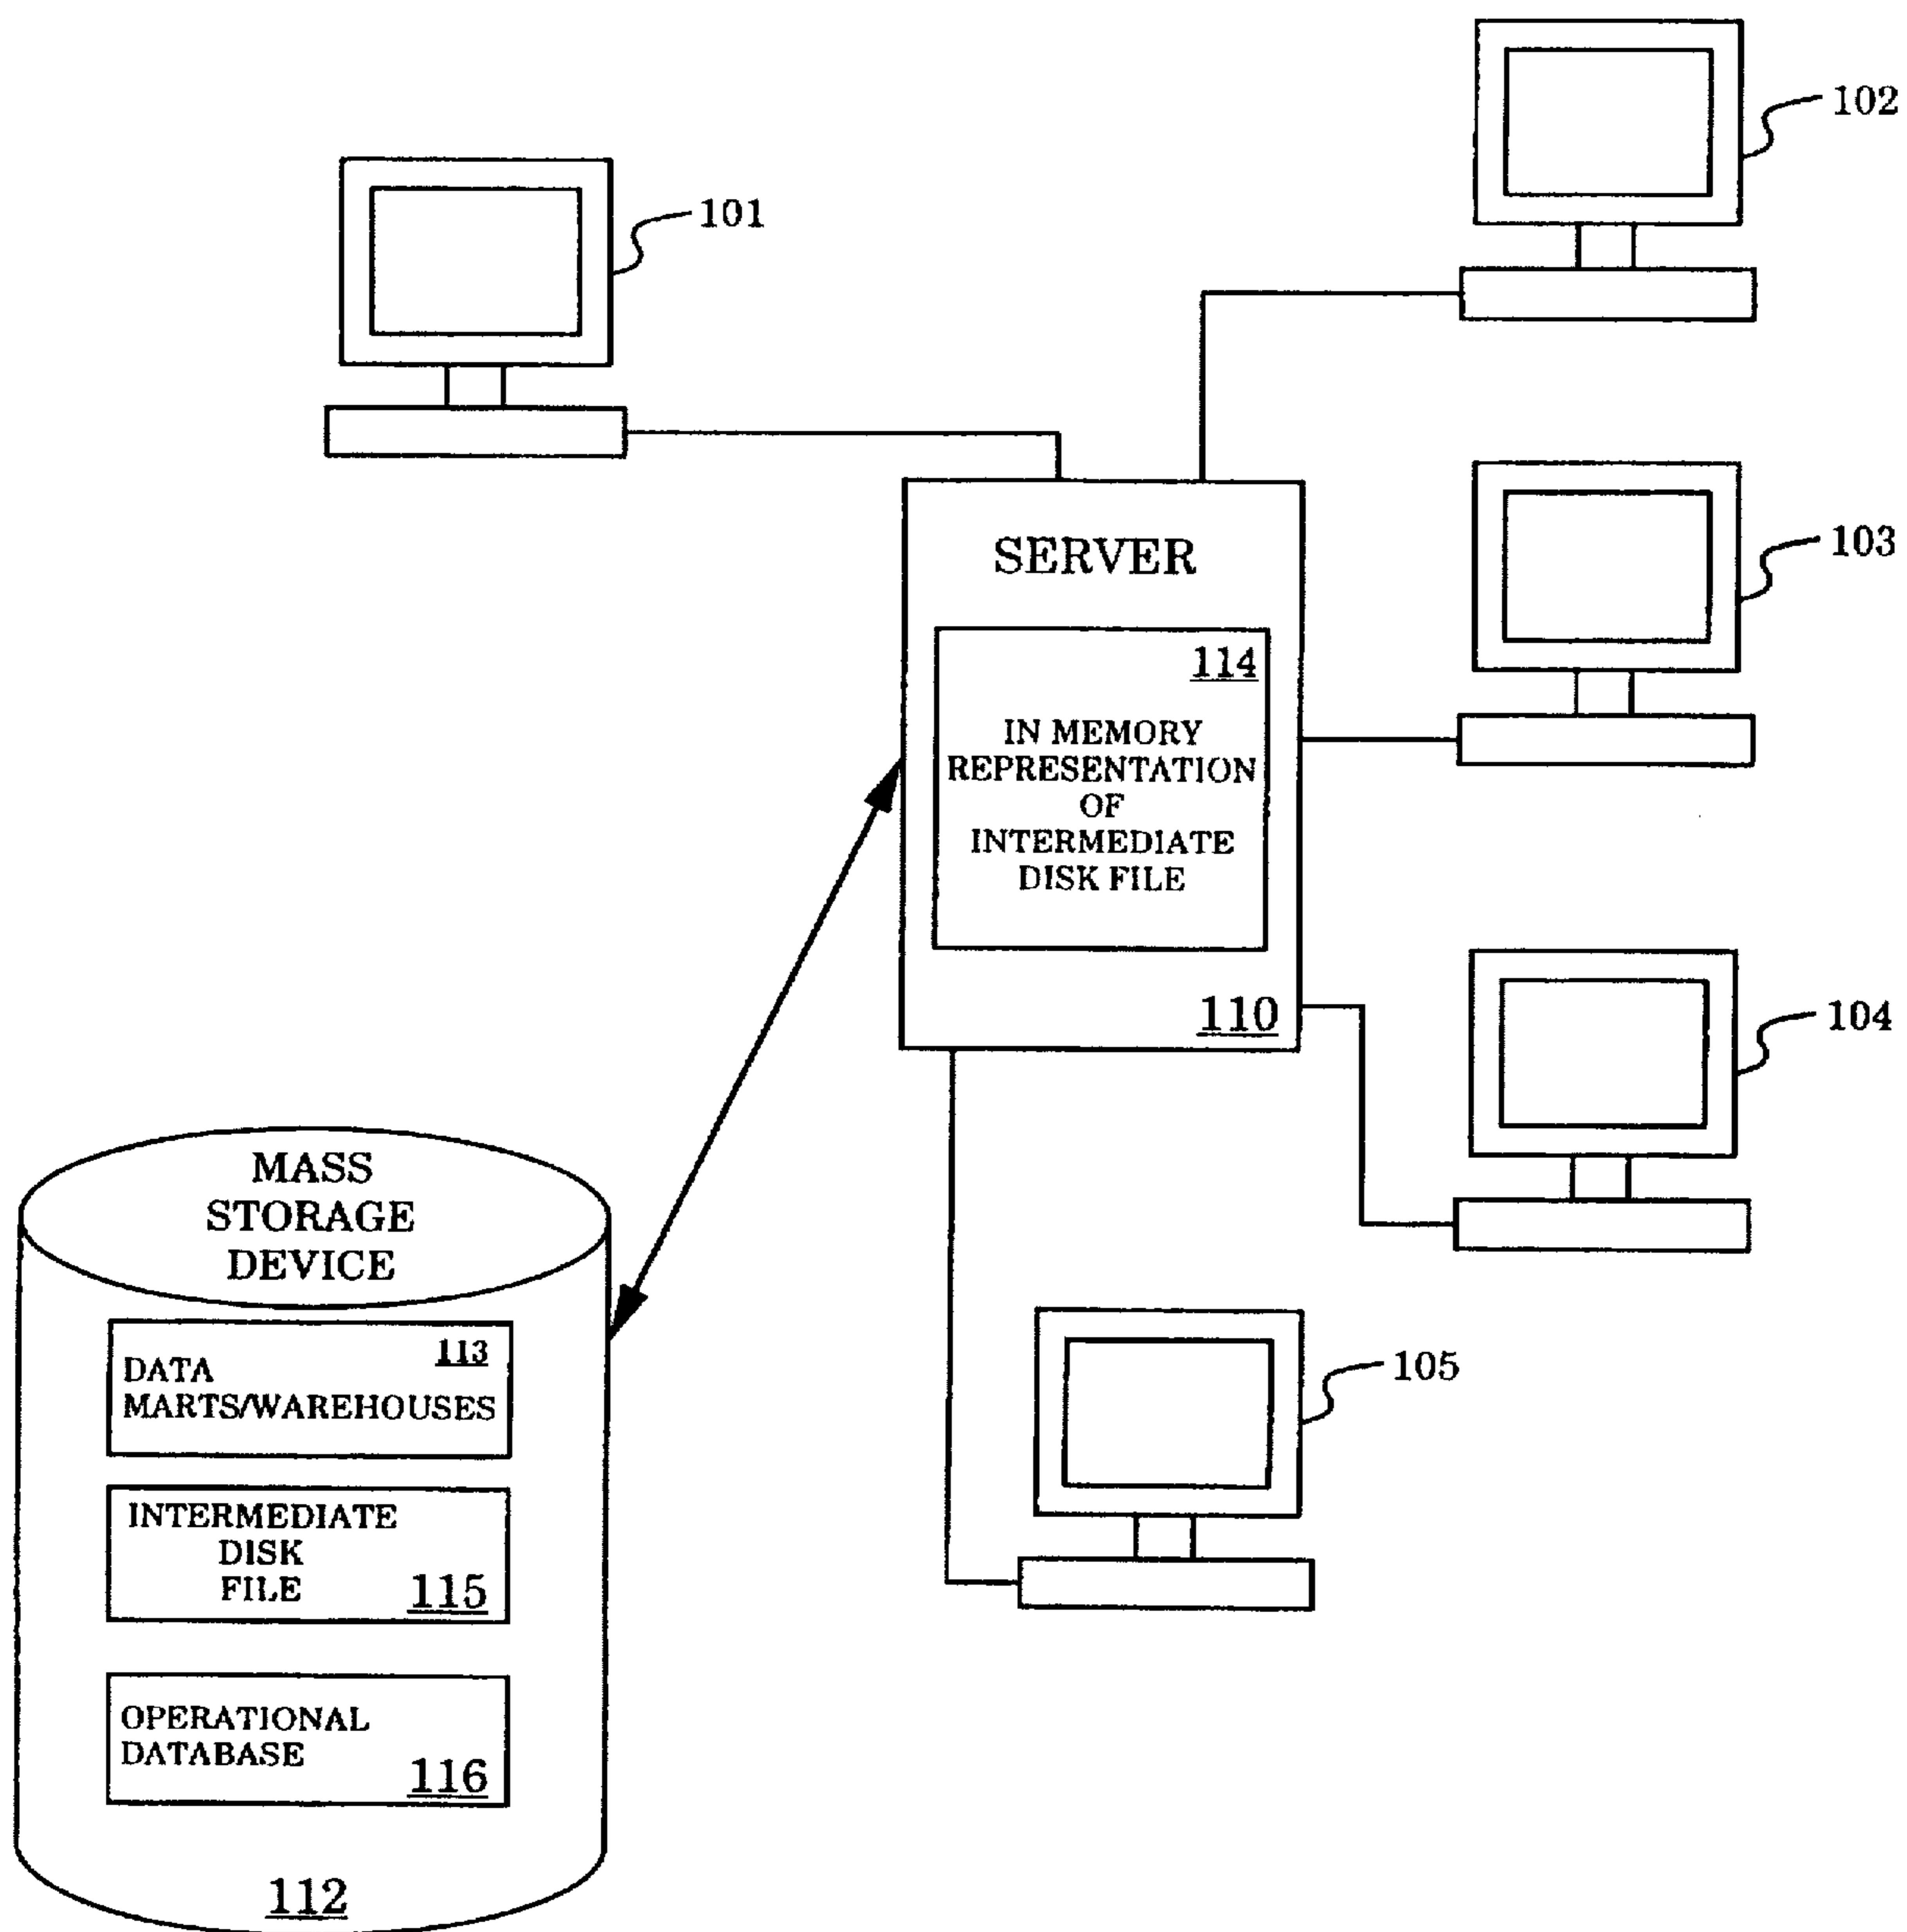 102
101
SERVER
103
114
IN MEMORY
REPRESENTATION
OF
INTERMEDIATE
DISK FILE
110
104
MASS
STORAGE
DEVICE
113
DATA
MARTS/WAREHOUSES
105
INTERMEDIATE
DISK
FILE
115
OPERATIONAL
DATABASE
116
112